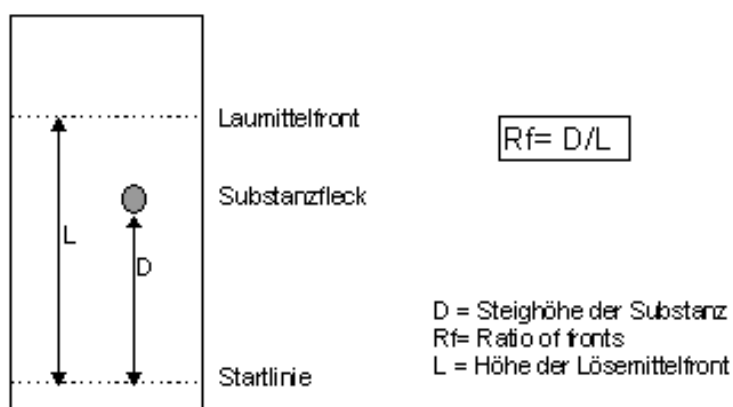 Laumittelfront
Rf= D/L
Substanzfleck
L
D
D = Steighöhe der Substanz
Rf= Ratio of fronts
L = Höhe der Lösemittelfront
Startlinie